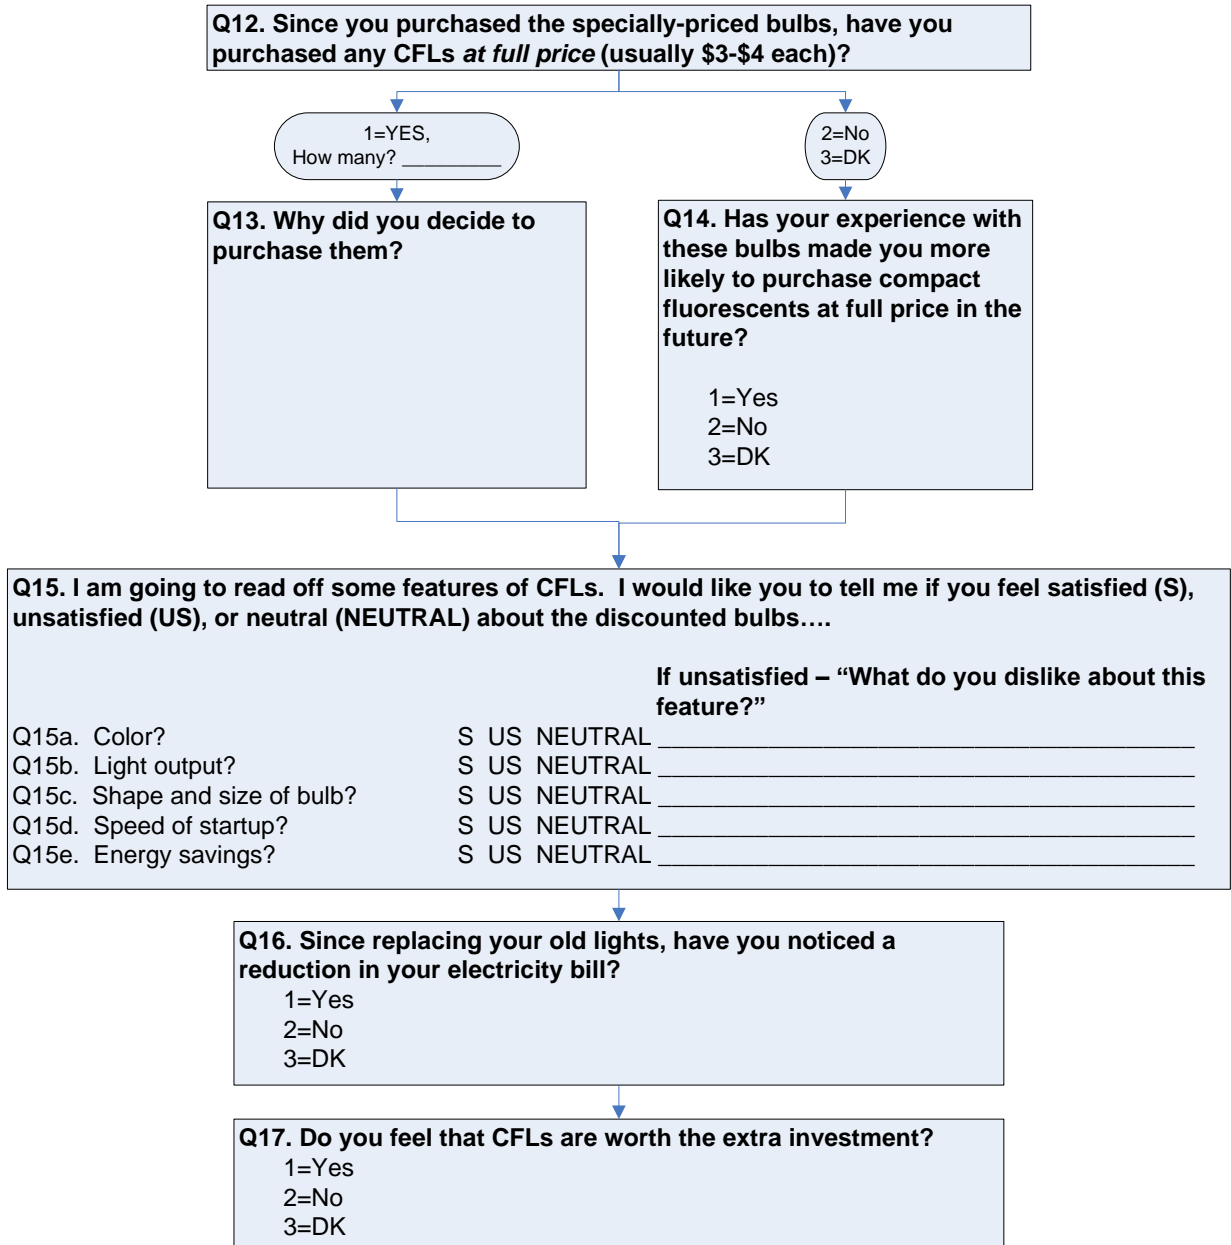 Q12. Since you purchased the specially-priced bulbs, have you
purchased any CFLs at full price (usually $3-$4 each)?
1=YES,
How many? _________
2=No
3=DK
Q13. Why did you decide to
purchase them?
Q14. Has your experience with
these bulbs made you more
likely to purchase compact
fluorescents at full price in the
future?
1=Yes
2=No
3=DK
Q15. I am going to read off some features of CFLs.  I would like you to tell me if you feel satisfied (S),
unsatisfied (US), or neutral (NEUTRAL) about the discounted bulbs….
If unsatisfied – “What do you dislike about this
feature?”
Q15a.  Color? S  US  NEUTRAL ______________________________________
Q15b.  Light output? S  US  NEUTRAL ______________________________________
Q15c.  Shape and size of bulb? S  US  NEUTRAL ______________________________________
Q15d.  Speed of startup? S  US  NEUTRAL ______________________________________
Q15e.  Energy savings? S  US  NEUTRAL ______________________________________
Q16. Since replacing your old lights, have you noticed a
reduction in your electricity bill?
1=Yes
2=No
3=DK
Q17. Do you feel that CFLs are worth the extra investment?
1=Yes
2=No
3=DK